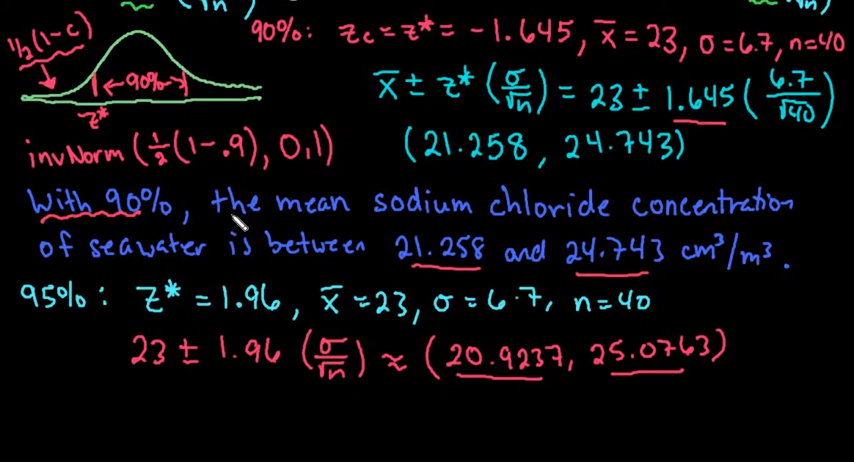 ½(1-c)
90%: Zc = z* = -1.645, x̄ = 23, σ = 6.7, n = 40
90%
z*
x̄ ± z* (σ/√n) = 23 ± 1.645 (6.7/√40)
invNorm (½(1-.9), 0,1)
(21.258, 24.743)
With 90%, the mean sodium chloride concentration
of seawater is between 21.258 and 24.743 cm³/m³.
95%: Z* = 1.96, x̄ = 23, σ = 6.7, n = 40
23 ± 1.96 (σ/√n) ≈ (20.9237, 25.0763)